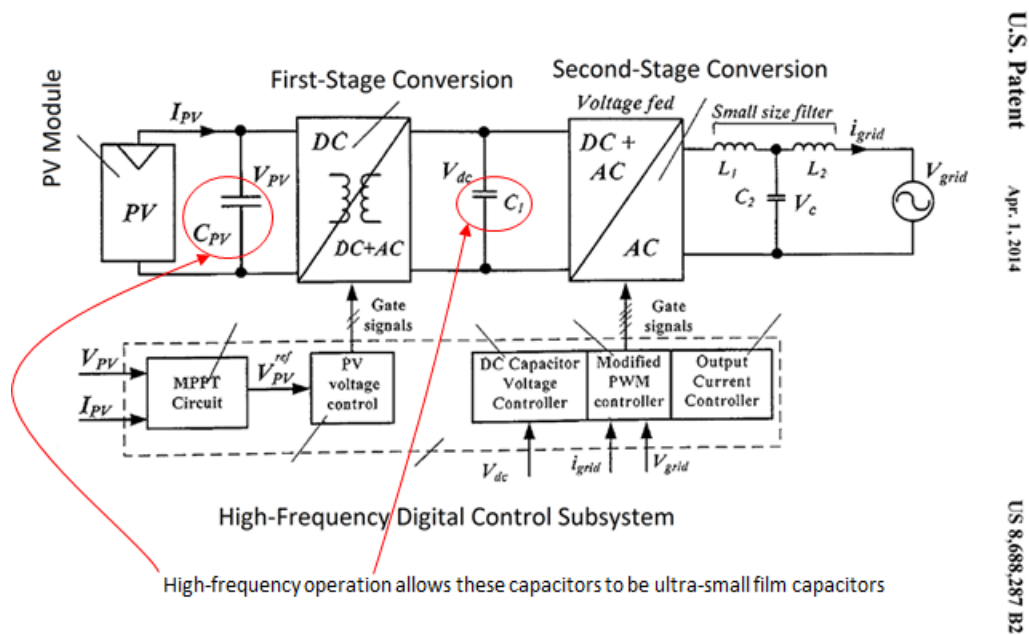 First-Stage Conversion
Second-Stage Conversion
PV Module
I_PV
V_PV
C_PV
PV
DC
DC+AC
V_dc
C_1
Voltage fed
DC +
AC
AC
Small size filter
L_1
L_2
i_grid
C_2
V_c
V_grid
Gate
signals
Gate
signals
V_PV
I_PV
MPPT
Circuit
V_PV^ref
PV
voltage
control
DC Capacitor
Voltage
Controller
Modified
PWM
controller
Output
Current
Controller
V_dc
i_grid
V_grid
High-Frequency Digital Control Subsystem
High-frequency operation allows these capacitors to be ultra-small film capacitors
U.S. Patent
Apr. 1, 2014
US 8,688,287 B2